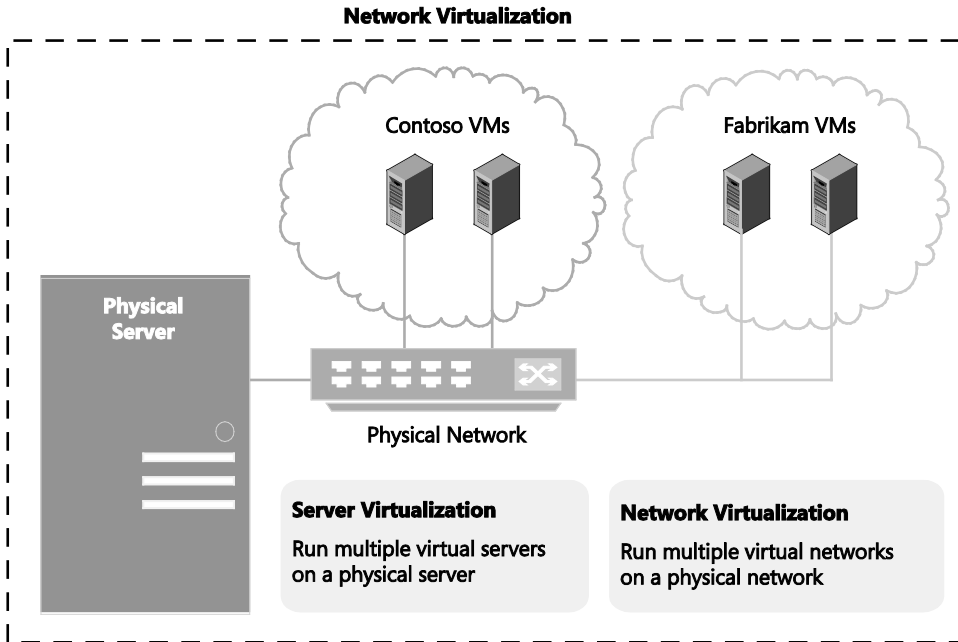 Network Virtualization
Contoso VMs
Fabrikam VMs
Physical
Server
Physical Network
Server Virtualization
Run multiple virtual servers
on a physical server
Network Virtualization
Run multiple virtual networks
on a physical network